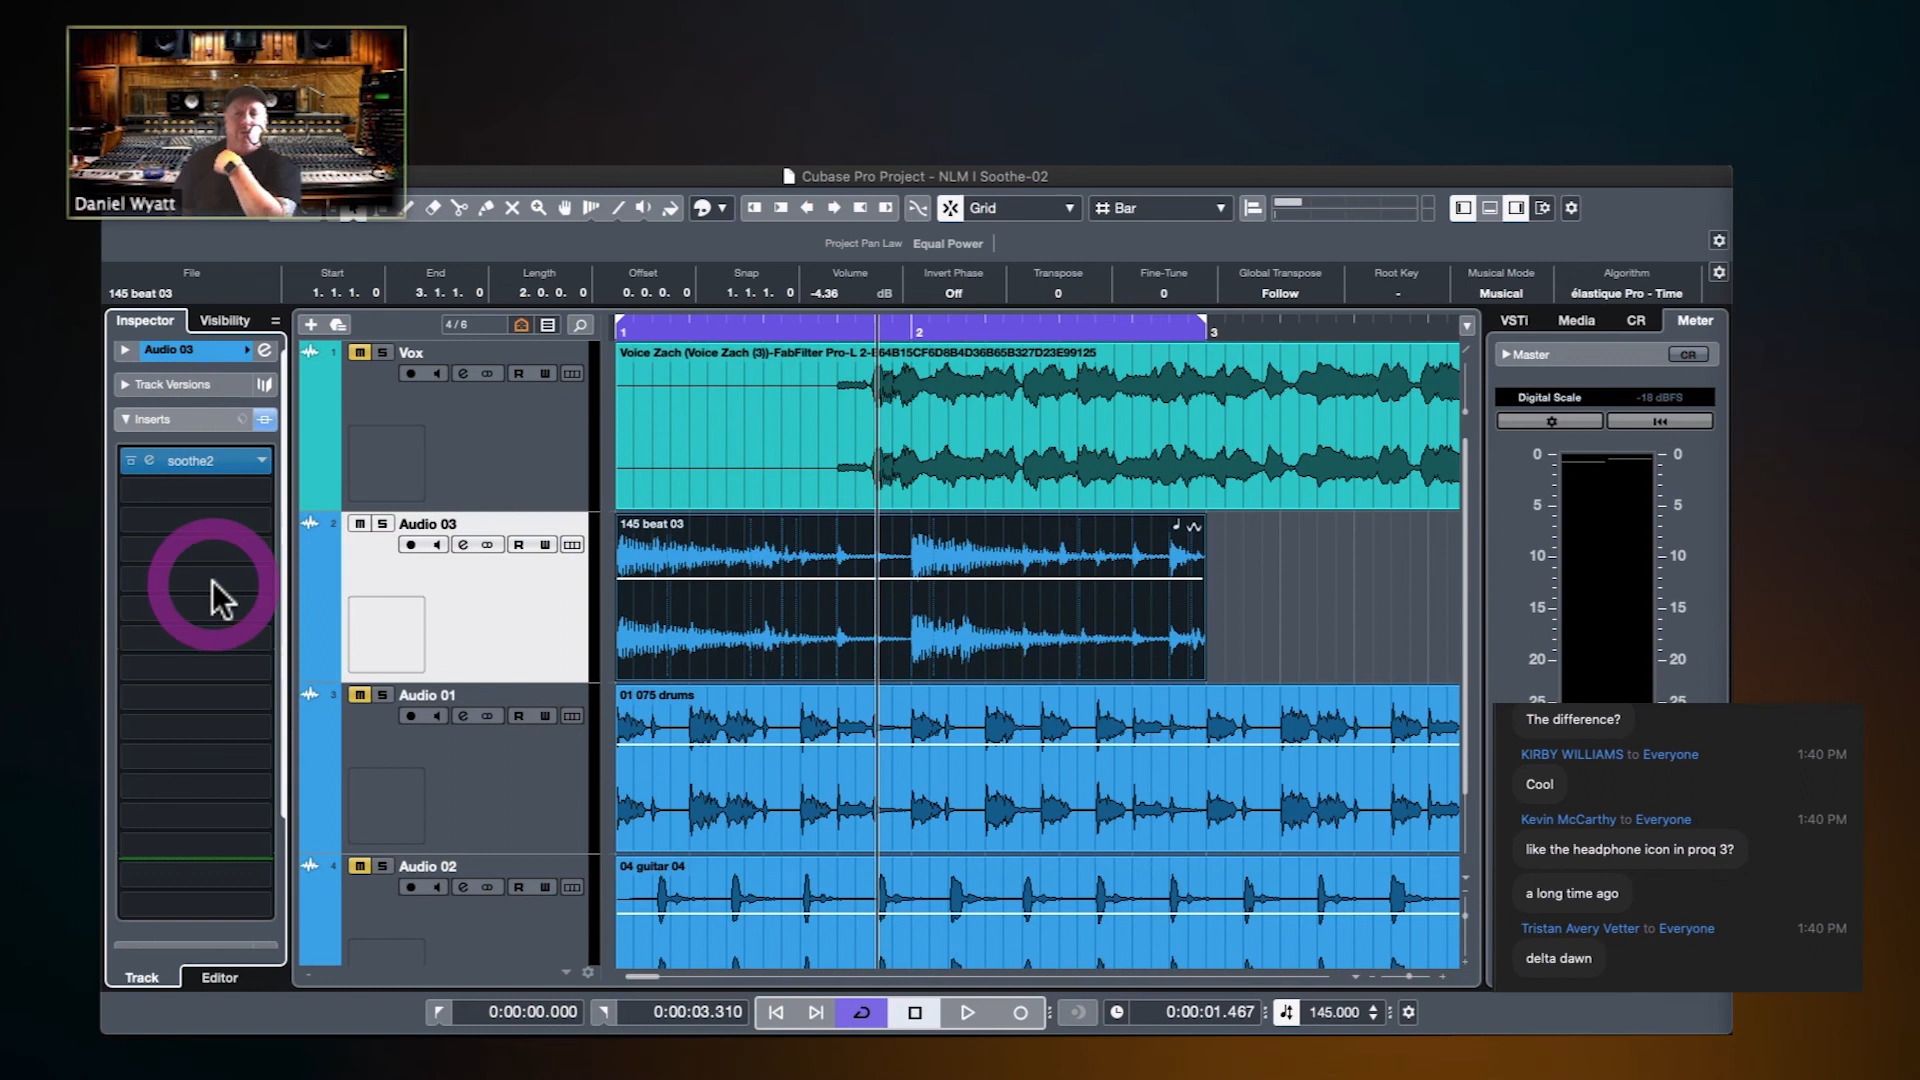 Daniel Wyatt
Cubase Pro Project - NLM I Soothe-02
Grid
Bar
Project Pan Law Equal Power
File
145 beat 03
Start
1. 1. 1. 0
End
3. 1. 1. 0
Length
2. 0. 0. 0
Offset
0. 0. 0. 0
Snap
1. 1. 1. 0
Volume
-4.36 dB
Invert Phase
Off
Transpose
0
Fine-Tune
0
Global Transpose
Follow
Root Key
-
Musical Mode
Musical
Algorithm
élastique Pro - Time
Inspector
Visibility
Audio 03
Track Versions
Inserts
soothe2
Track
Editor
4/6
1
2
3
1
m S Vox
R W
Voice Zach (Voice Zach (3))-FabFilter Pro-L 2-E64B15CF6D8B4D36B65B327D23E99125
2
m S Audio 03
R W
145 beat 03
3
m S Audio 01
R W
01 075 drums
4
m S Audio 02
R W
04 guitar 04
VSTi
Media
CR
Meter
Master
CR
Digital Scale
-18 dBFS
0 0
5 5
10 10
15 15
20 20
The difference?
KIRBY WILLIAMS to Everyone 1:40 PM
Cool
Kevin McCarthy to Everyone 1:40 PM
like the headphone icon in proq 3?
a long time ago
Tristan Avery Vetter to Everyone 1:40 PM
delta dawn
0:00:00.000
0:00:03.310
0:00:01.467
145.000